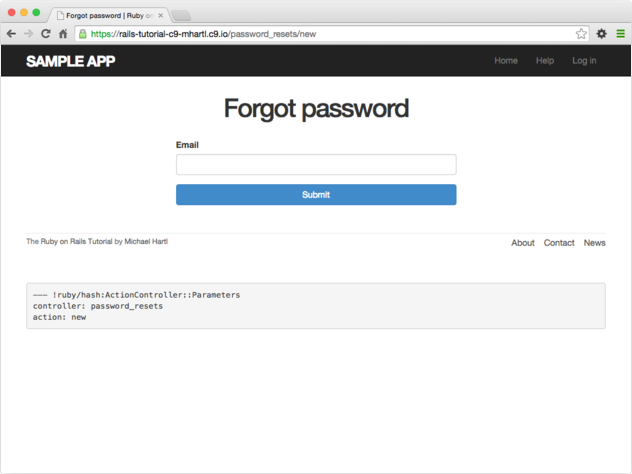 Forgot password | Ruby on
https://rails-tutorial-c9-mhartl.c9.io/password_resets/new
SAMPLE APP
Home Help Log in
Forgot password
Email
Submit
The Ruby on Rails Tutorial by Michael Hartl
About Contact News
--- !ruby/hash:ActionController::Parameters
controller: password_resets
action: new